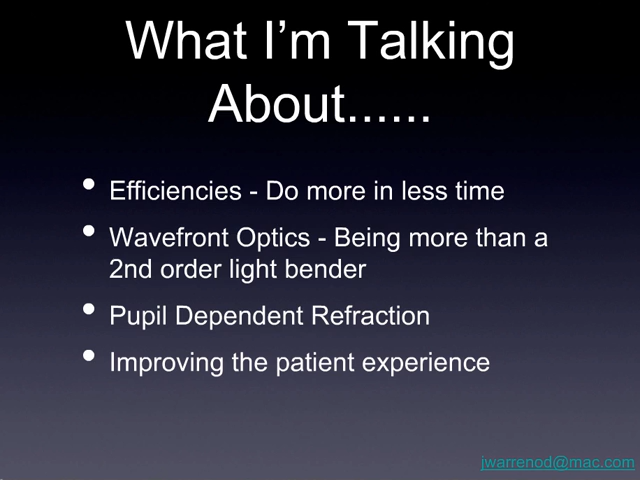 What I'm Talking
About......
• Efficiencies - Do more in less time
• Wavefront Optics - Being more than a
2nd order light bender
• Pupil Dependent Refraction
• Improving the patient experience
jwarrenod@mac.com